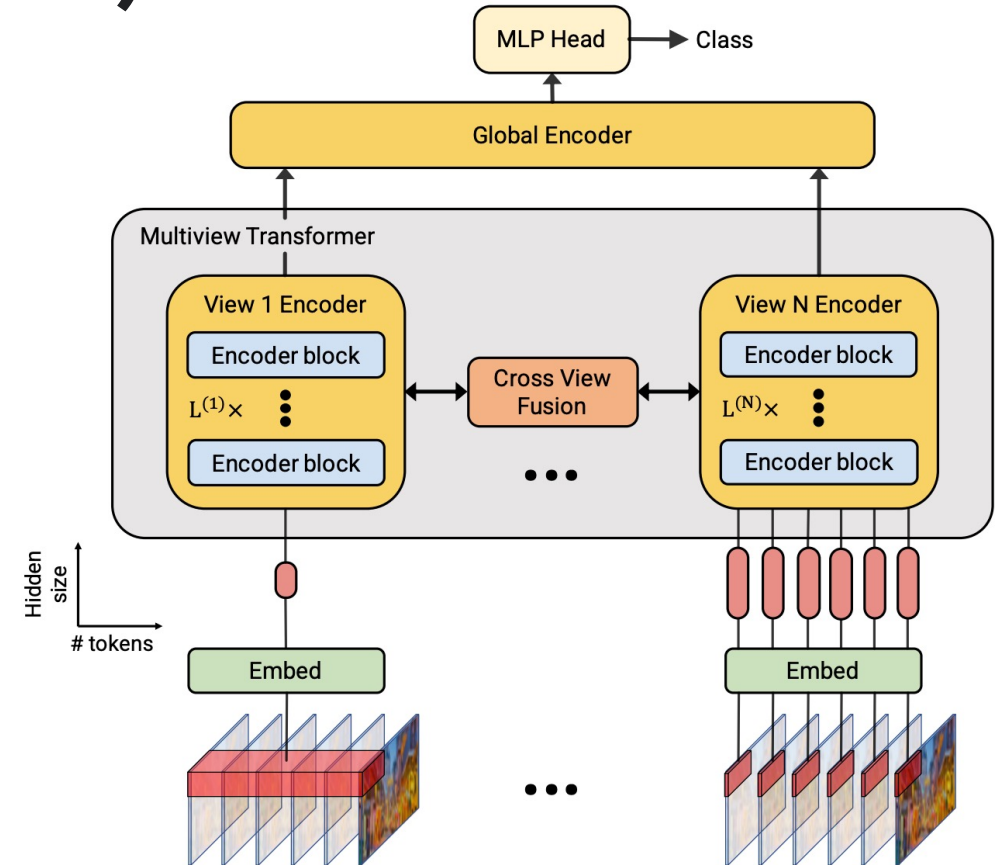 MLP Head
Class
Global Encoder
Multiview Transformer
View 1 Encoder
Encoder block
L⁽¹⁾×
Encoder block
Cross View
Fusion
View N Encoder
Encoder block
L⁽ᴺ⁾×
Encoder block
Hidden
size
# tokens
Embed
Embed